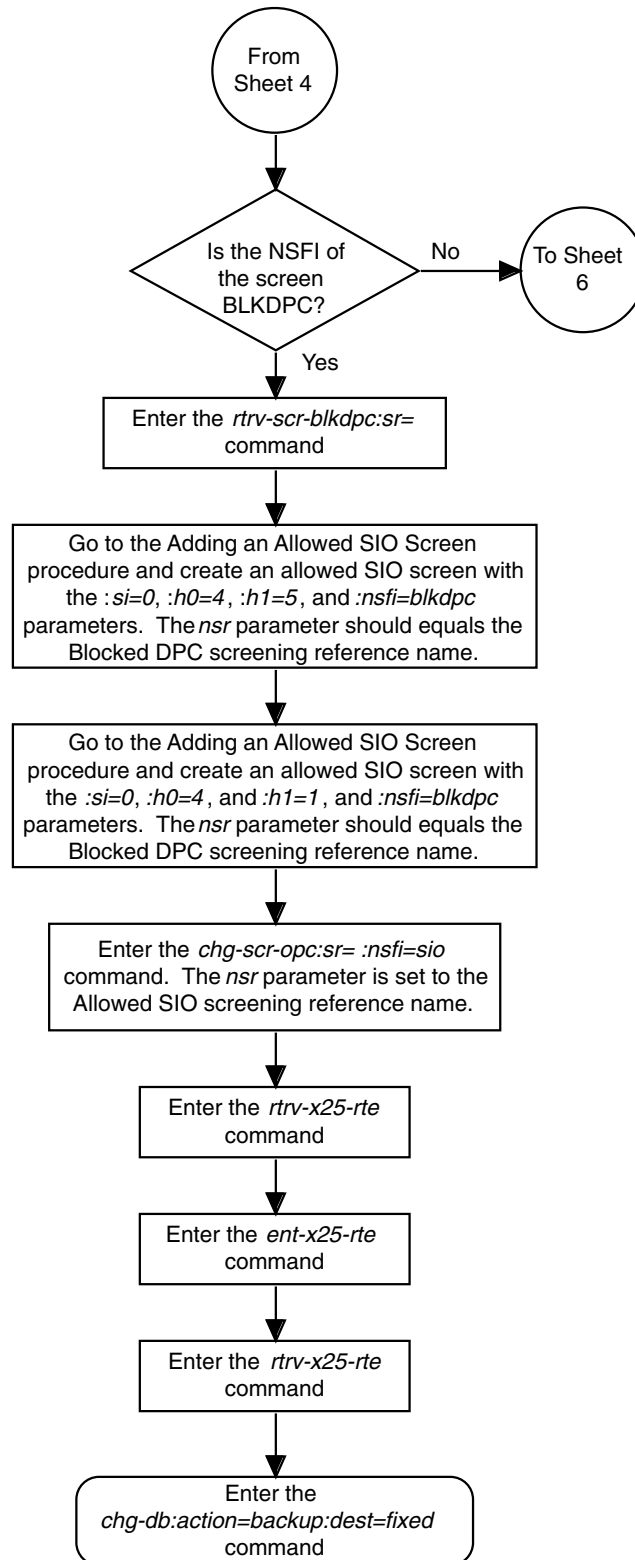 From
Sheet 4
Is the NSFI of
the screen
BLKDPC?
No
To Sheet
6
Yes
Enter the rtrv-scr-blkdpc:sr=
command
Go to the Adding an Allowed SIO Screen
procedure and create an allowed SIO screen with
the :si=0, :h0=4, :h1=5, and :nsfi=blkdpc
parameters. The nsr parameter should equals the
Blocked DPC screening reference name.
Go to the Adding an Allowed SIO Screen
procedure and create an allowed SIO screen with
the :si=0, :h0=4, and :h1=1, and :nsfi=blkdpc
parameters. The nsr parameter should equals the
Blocked DPC screening reference name.
Enter the chg-scr-opc:sr= :nsfi=sio
command. The nsr parameter is set to the
Allowed SIO screening reference name.
Enter the rtrv-x25-rte
command
Enter the ent-x25-rte
command
Enter the rtrv-x25-rte
command
Enter the
chg-db:action=backup:dest=fixed
command